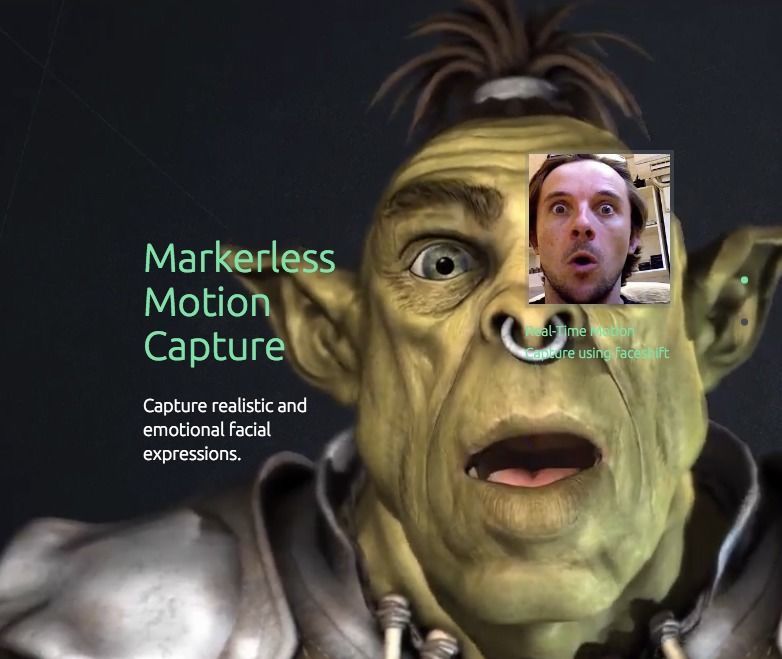 Markerless
Motion
Capture
Capture realistic and
emotional facial
expressions.
Real-Time Motion
Capture using faceshift